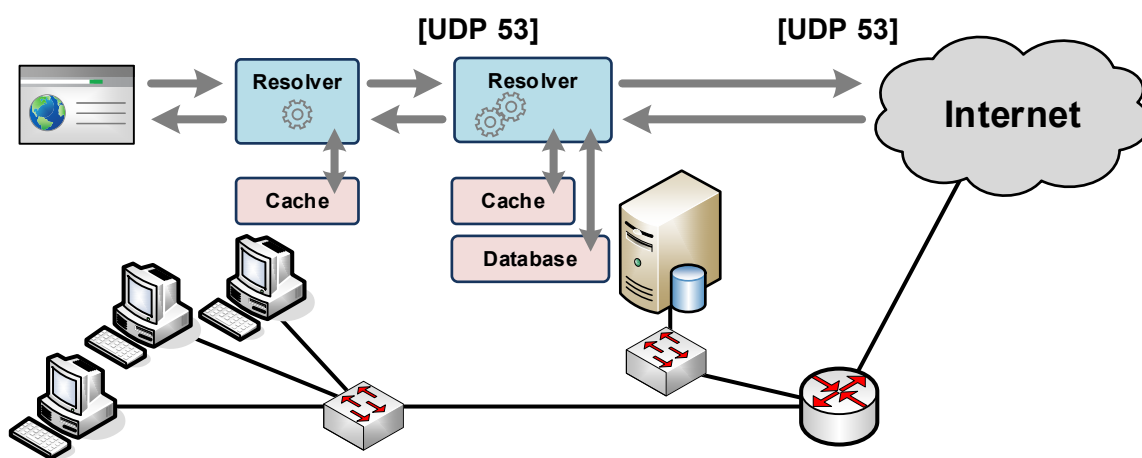 [UDP 53]
[UDP 53]
Resolver
Resolver
Internet
Cache
Cache
Database